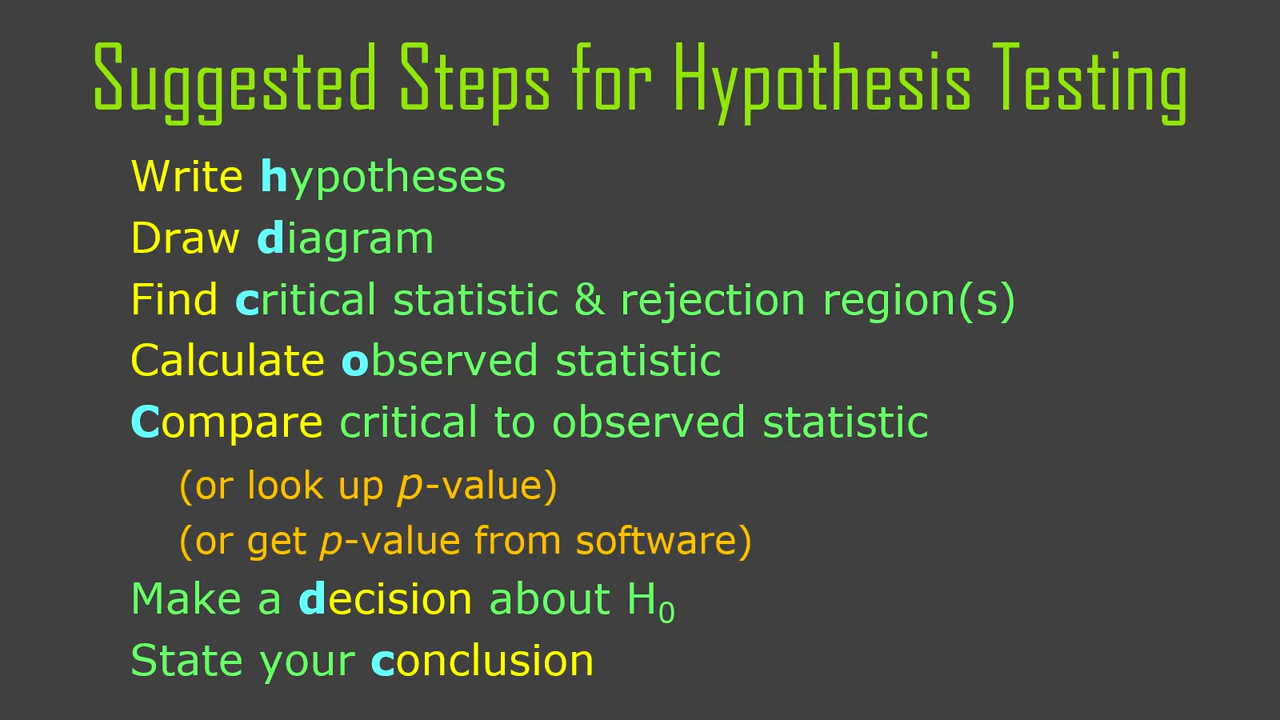 Suggested Steps for Hypothesis Testing
Write hypotheses
Draw diagram
Find critical statistic & rejection region(s)
Calculate observed statistic
Compare critical to observed statistic
(or look up p-value)
(or get p-value from software)
Make a decision about H₀
State your conclusion